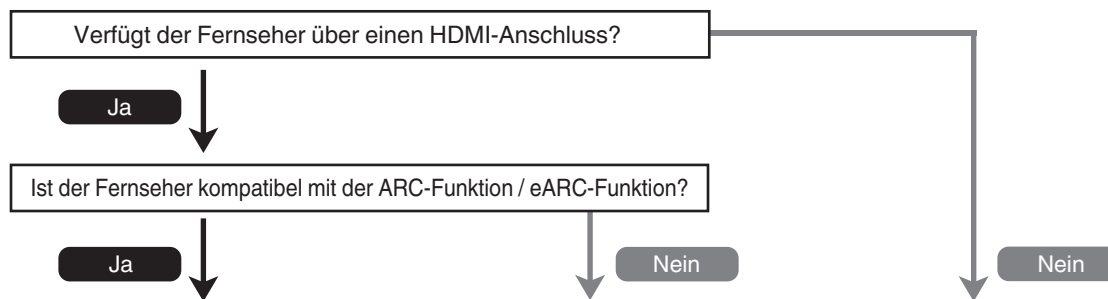 Verfügt der Fernseher über einen HDMI-Anschluss?
Ja
Ist der Fernseher kompatibel mit der ARC-Funktion / eARC-Funktion?
Ja
Nein
Nein